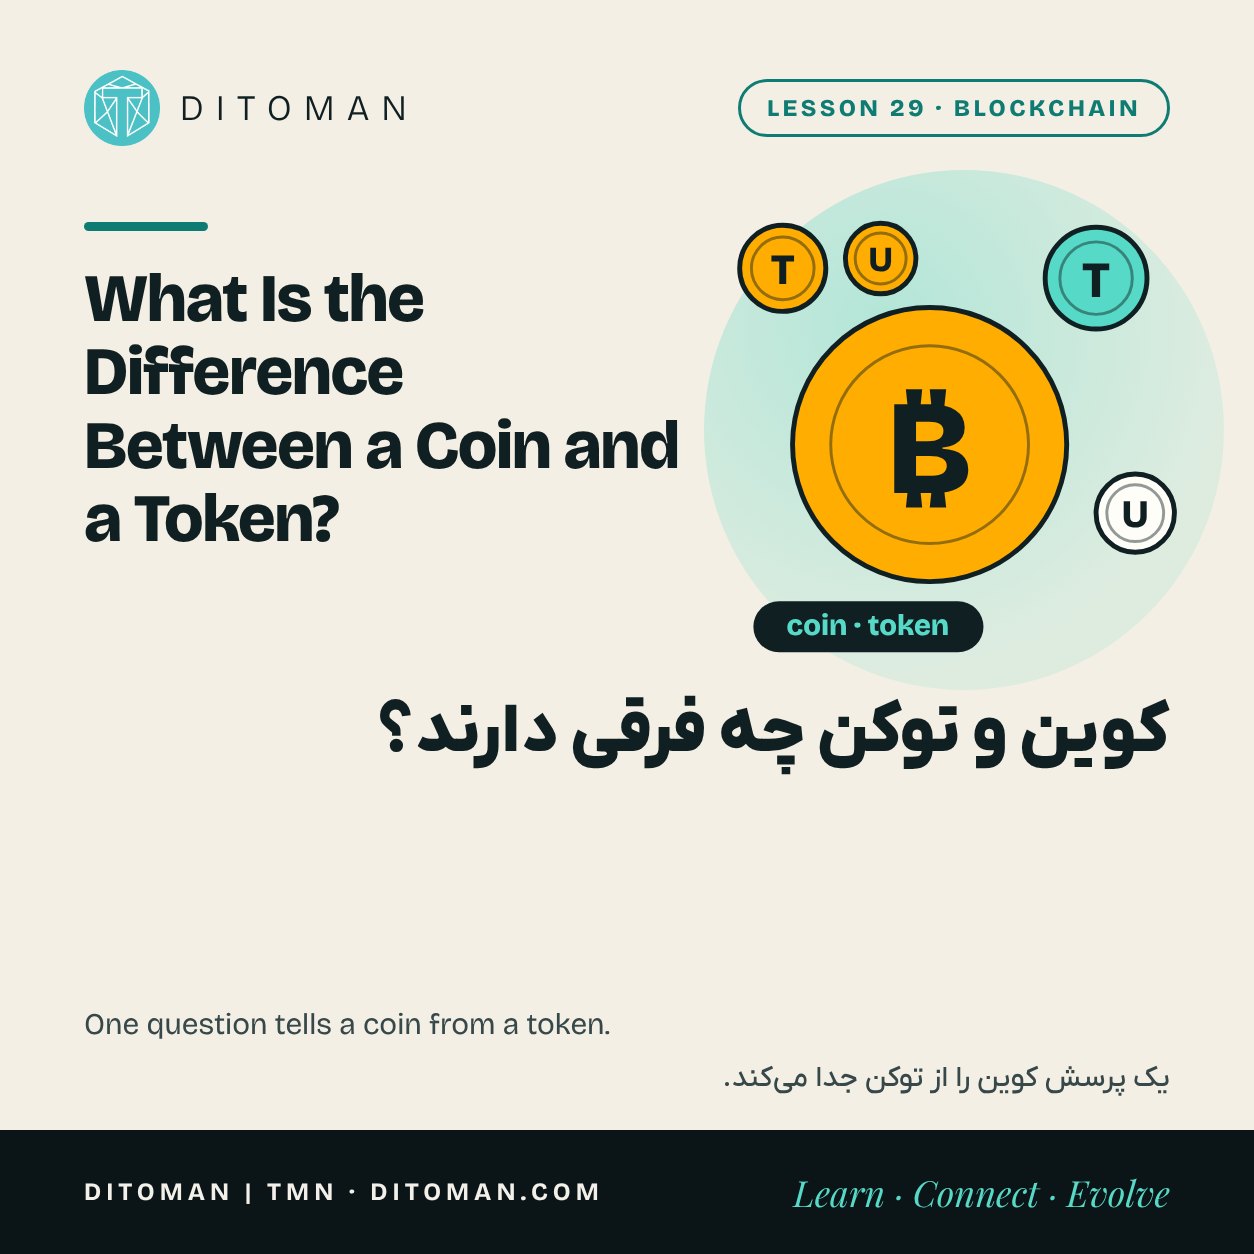 DITOMAN
LESSON 29 · BLOCKCHAIN
What Is the
Difference
Between a Coin and
a Token?
T
U
T
₿
U
coin · token
کوین و توکن چه فرقی دارند؟
One question tells a coin from a token.
یک پرسش کوین را از توکن جدا می‌کند.
DITOMAN | TMN · DITOMAN.COM
Learn · Connect · Evolve